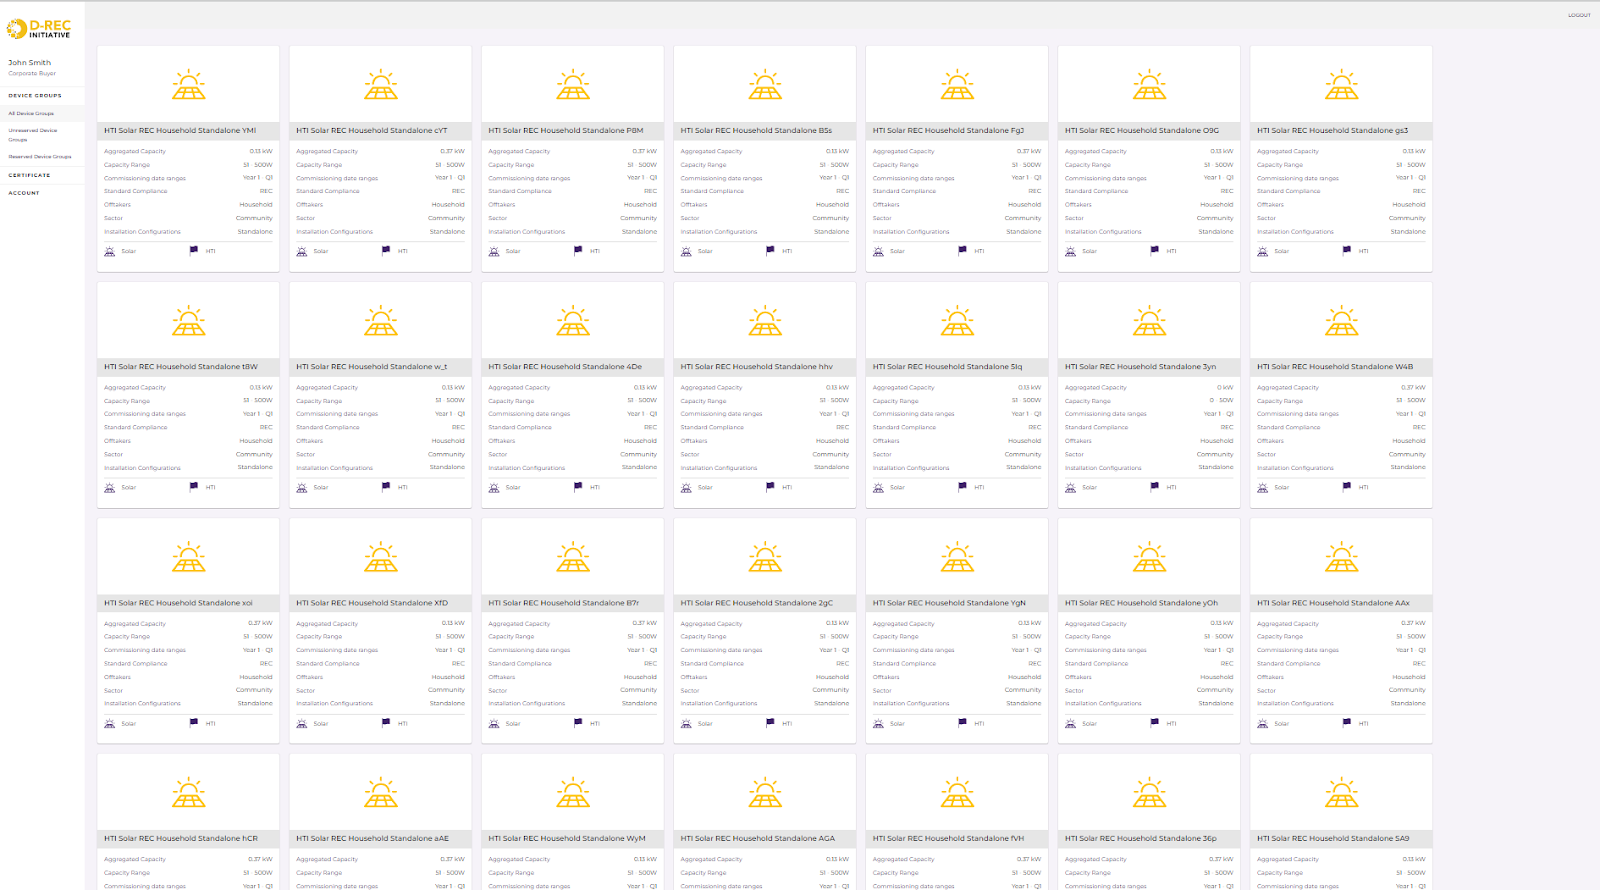 LOGOUT
D-REC
INITIATIVE
John Smith
Corporate Buyer
DEVICE GROUPS
All Device Groups
Unreserved Device
Groups
Reserved Device Groups
CERTIFICATE
ACCOUNT
HTI Solar REC Household Standalone YMl
Aggregated Capacity 0.13 kW
Capacity Range 51 - 500W
Commissioning date ranges Year 1 - Q1
Standard Compliance REC
Offtakers Household
Sector Community
Installation Configurations Standalone
Solar HTI
HTI Solar REC Household Standalone cYT
Aggregated Capacity 0.37 kW
Capacity Range 51 - 500W
Commissioning date ranges Year 1 - Q1
Standard Compliance REC
Offtakers Household
Sector Community
Installation Configurations Standalone
Solar HTI
HTI Solar REC Household Standalone P8M
Aggregated Capacity 0.37 kW
Capacity Range 51 - 500W
Commissioning date ranges Year 1 - Q1
Standard Compliance REC
Offtakers Household
Sector Community
Installation Configurations Standalone
Solar HTI
HTI Solar REC Household Standalone B5s
Aggregated Capacity 0.13 kW
Capacity Range 51 - 500W
Commissioning date ranges Year 1 - Q1
Standard Compliance REC
Offtakers Household
Sector Community
Installation Configurations Standalone
Solar HTI
HTI Solar REC Household Standalone FgJ
Aggregated Capacity 0.37 kW
Capacity Range 51 - 500W
Commissioning date ranges Year 1 - Q1
Standard Compliance REC
Offtakers Household
Sector Community
Installation Configurations Standalone
Solar HTI
HTI Solar REC Household Standalone O9G
Aggregated Capacity 0.13 kW
Capacity Range 51 - 500W
Commissioning date ranges Year 1 - Q1
Standard Compliance REC
Offtakers Household
Sector Community
Installation Configurations Standalone
Solar HTI
HTI Solar REC Household Standalone gs3
Aggregated Capacity 0.13 kW
Capacity Range 51 - 500W
Commissioning date ranges Year 1 - Q1
Standard Compliance REC
Offtakers Household
Sector Community
Installation Configurations Standalone
Solar HTI
HTI Solar REC Household Standalone t8W
Aggregated Capacity 0.13 kW
Capacity Range 51 - 500W
Commissioning date ranges Year 1 - Q1
Standard Compliance REC
Offtakers Household
Sector Community
Installation Configurations Standalone
Solar HTI
HTI Solar REC Household Standalone w_t
Aggregated Capacity 0.13 kW
Capacity Range 51 - 500W
Commissioning date ranges Year 1 - Q1
Standard Compliance REC
Offtakers Household
Sector Community
Installation Configurations Standalone
Solar HTI
HTI Solar REC Household Standalone 4De
Aggregated Capacity 0.13 kW
Capacity Range 51 - 500W
Commissioning date ranges Year 1 - Q1
Standard Compliance REC
Offtakers Household
Sector Community
Installation Configurations Standalone
Solar HTI
HTI Solar REC Household Standalone hhv
Aggregated Capacity 0.13 kW
Capacity Range 51 - 500W
Commissioning date ranges Year 1 - Q1
Standard Compliance REC
Offtakers Household
Sector Community
Installation Configurations Standalone
Solar HTI
HTI Solar REC Household Standalone 5Iq
Aggregated Capacity 0.13 kW
Capacity Range 51 - 500W
Commissioning date ranges Year 1 - Q1
Standard Compliance REC
Offtakers Household
Sector Community
Installation Configurations Standalone
Solar HTI
HTI Solar REC Household Standalone 3yn
Aggregated Capacity 0 kW
Capacity Range 0 - 50W
Commissioning date ranges Year 1 - Q1
Standard Compliance REC
Offtakers Household
Sector Community
Installation Configurations Standalone
Solar HTI
HTI Solar REC Household Standalone W4B
Aggregated Capacity 0.37 kW
Capacity Range 51 - 500W
Commissioning date ranges Year 1 - Q1
Standard Compliance REC
Offtakers Household
Sector Community
Installation Configurations Standalone
Solar HTI
HTI Solar REC Household Standalone xoi
Aggregated Capacity 0.37 kW
Capacity Range 51 - 500W
Commissioning date ranges Year 1 - Q1
Standard Compliance REC
Offtakers Household
Sector Community
Installation Configurations Standalone
Solar HTI
HTI Solar REC Household Standalone XfD
Aggregated Capacity 0.13 kW
Capacity Range 51 - 500W
Commissioning date ranges Year 1 - Q1
Standard Compliance REC
Offtakers Household
Sector Community
Installation Configurations Standalone
Solar HTI
HTI Solar REC Household Standalone B7r
Aggregated Capacity 0.37 kW
Capacity Range 51 - 500W
Commissioning date ranges Year 1 - Q1
Standard Compliance REC
Offtakers Household
Sector Community
Installation Configurations Standalone
Solar HTI
HTI Solar REC Household Standalone 2gC
Aggregated Capacity 0.13 kW
Capacity Range 51 - 500W
Commissioning date ranges Year 1 - Q1
Standard Compliance REC
Offtakers Household
Sector Community
Installation Configurations Standalone
Solar HTI
HTI Solar REC Household Standalone YgN
Aggregated Capacity 0.13 kW
Capacity Range 51 - 500W
Commissioning date ranges Year 1 - Q1
Standard Compliance REC
Offtakers Household
Sector Community
Installation Configurations Standalone
Solar HTI
HTI Solar REC Household Standalone yOh
Aggregated Capacity 0.13 kW
Capacity Range 51 - 500W
Commissioning date ranges Year 1 - Q1
Standard Compliance REC
Offtakers Household
Sector Community
Installation Configurations Standalone
Solar HTI
HTI Solar REC Household Standalone AAx
Aggregated Capacity 0.37 kW
Capacity Range 51 - 500W
Commissioning date ranges Year 1 - Q1
Standard Compliance REC
Offtakers Household
Sector Community
Installation Configurations Standalone
Solar HTI
HTI Solar REC Household Standalone hCR
Aggregated Capacity 0.37 kW
Capacity Range 51 - 500W
Commissioning date ranges Year 1 - Q1
HTI Solar REC Household Standalone aAE
Aggregated Capacity 0.37 kW
Capacity Range 51 - 500W
Commissioning date ranges Year 1 - Q1
HTI Solar REC Household Standalone WyM
Aggregated Capacity 0.13 kW
Capacity Range 51 - 500W
Commissioning date ranges Year 1 - Q1
HTI Solar REC Household Standalone AGA
Aggregated Capacity 0.13 kW
Capacity Range 51 - 500W
Commissioning date ranges Year 1 - Q1
HTI Solar REC Household Standalone fVH
Aggregated Capacity 0.37 kW
Capacity Range 51 - 500W
Commissioning date ranges Year 1 - Q1
HTI Solar REC Household Standalone 36p
Aggregated Capacity 0.37 kW
Capacity Range 51 - 500W
Commissioning date ranges Year 1 - Q1
HTI Solar REC Household Standalone SA9
Aggregated Capacity 0.13 kW
Capacity Range 51 - 500W
Commissioning date ranges Year 1 - Q1